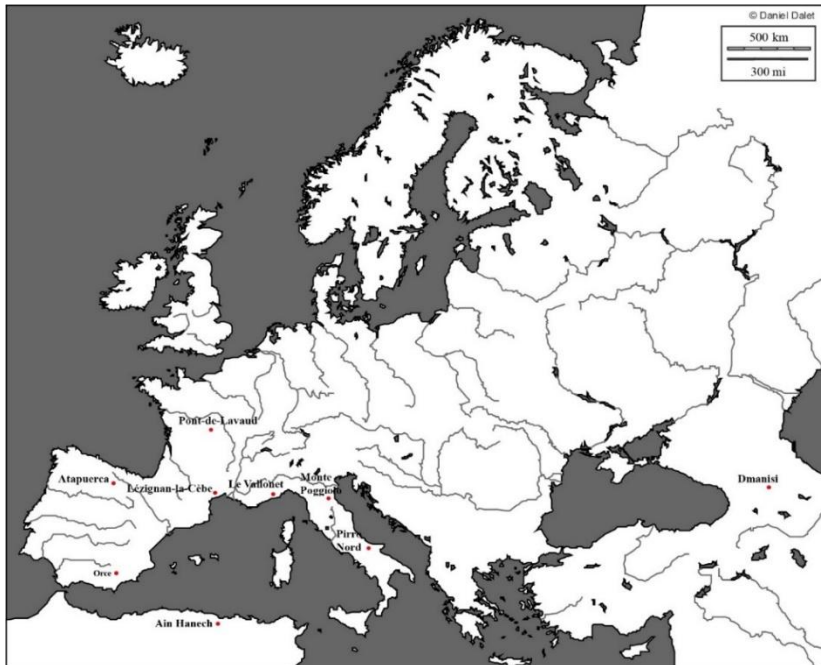 © Daniel Dalet
500 km
300 mi
Pont-de-Lavaud
Atapuerca
Lézignan-la-Cèbe
Le Vallonet
Monte
Poggiolo
Dmanisi
Pirro
Nord
Orce
Ain Hanech